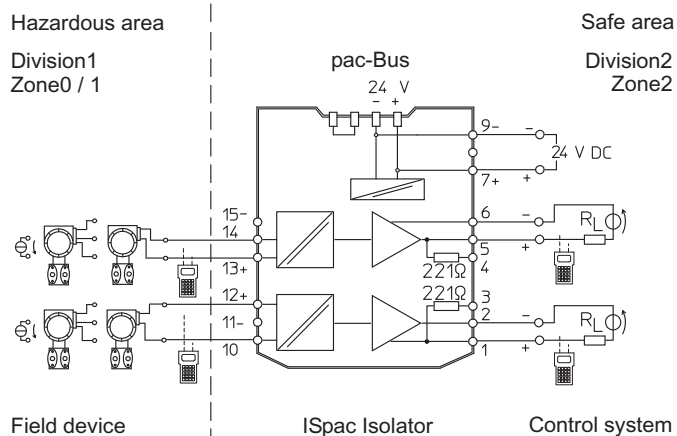 Hazardous area
Safe area
Division1
Zone0 / 1
Division2
Zone2
pac-Bus
24 V
- +
9-
-
24 V DC
7+
+
15-
14
13+
12+
11-
10
6
-
RL
5
+
4
221Ω
221Ω
3
2
-
RL
1
+
Field device
ISpac Isolator
Control system